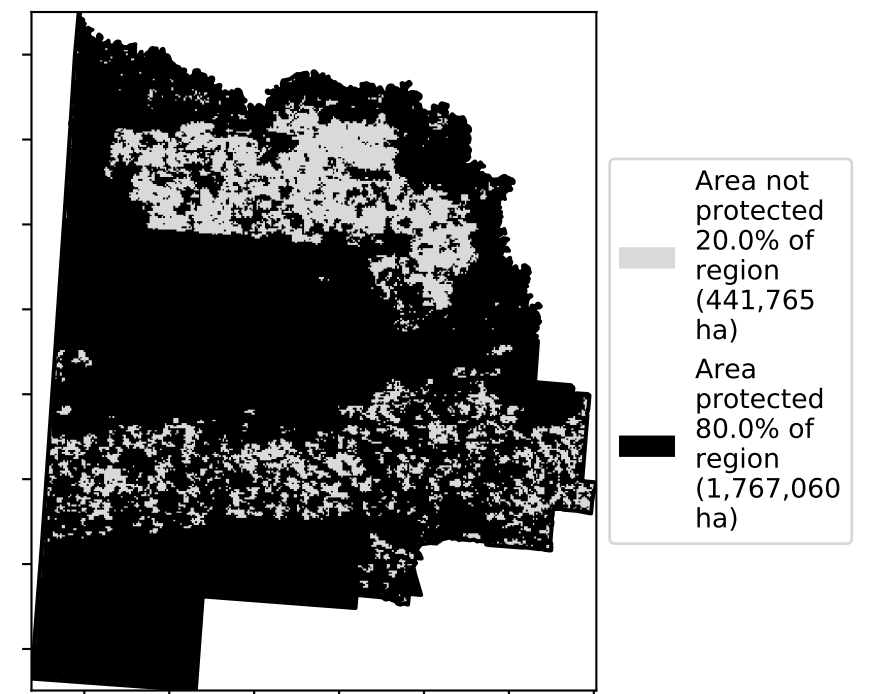 Area not
protected
20.0% of
region
(441,765
ha)
Area
protected
80.0% of
region
(1,767,060
ha)